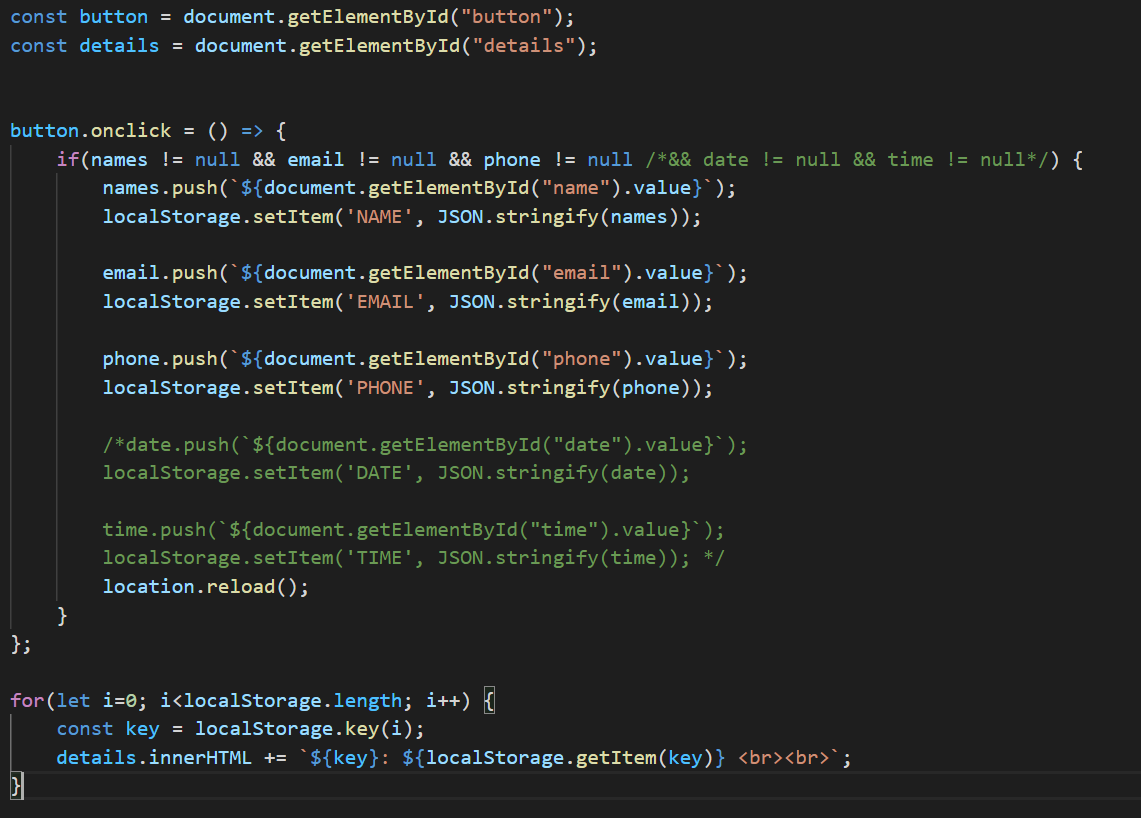 const button = document.getElementById("button");
const details = document.getElementById("details");
button.onclick = () => {
if(names != null && email != null && phone != null /*&& date != null && time != null*/) {
names.push(`${document.getElementById("name").value}`);
localStorage.setItem('NAME', JSON.stringify(names));
email.push(`${document.getElementById("email").value}`);
localStorage.setItem('EMAIL', JSON.stringify(email));
phone.push(`${document.getElementById("phone").value}`);
localStorage.setItem('PHONE', JSON.stringify(phone));
/*date.push(`${document.getElementById("date").value}`);
localStorage.setItem('DATE', JSON.stringify(date));
time.push(`${document.getElementById("time").value}`);
localStorage.setItem('TIME', JSON.stringify(time)); */
location.reload();
}
};
for(let i=0; i<localStorage.length; i++) {
const key = localStorage.key(i);
details.innerHTML += `${key}: ${localStorage.getItem(key)} <br><br>`;
}